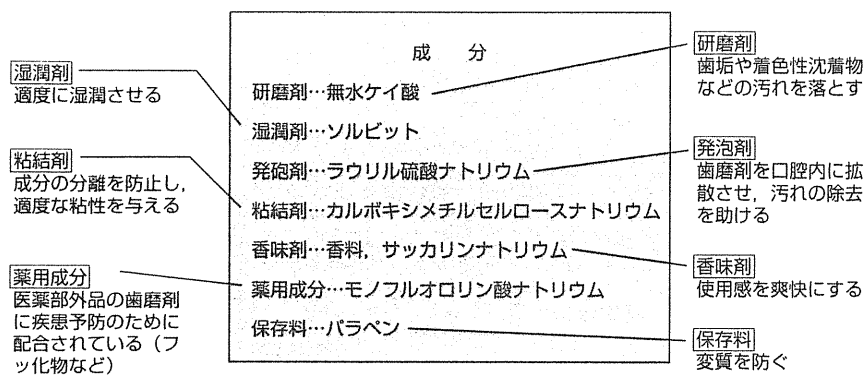 湿潤剤
適度に湿潤させる
粘結剤
成分の分離を防止し，
適度な粘性を与える
薬用成分
医薬部外品の歯磨剤
に疾患予防のために
配合されている（フ
ッ化物など）
成　分
研磨剤…無水ケイ酸
湿潤剤…ソルビット
発砲剤…ラウリル硫酸ナトリウム
粘結剤…カルボキシメチルセルロースナトリウム
香味剤…香料，サッカリンナトリウム
薬用成分…モノフルオロリン酸ナトリウム
保存料…パラペン
研磨剤
歯垢や着色性沈着物
などの汚れを落とす
発泡剤
歯磨剤を口腔内に拡
散させ，汚れの除去
を助ける
香味剤
使用感を爽快にする
保存料
変質を防ぐ